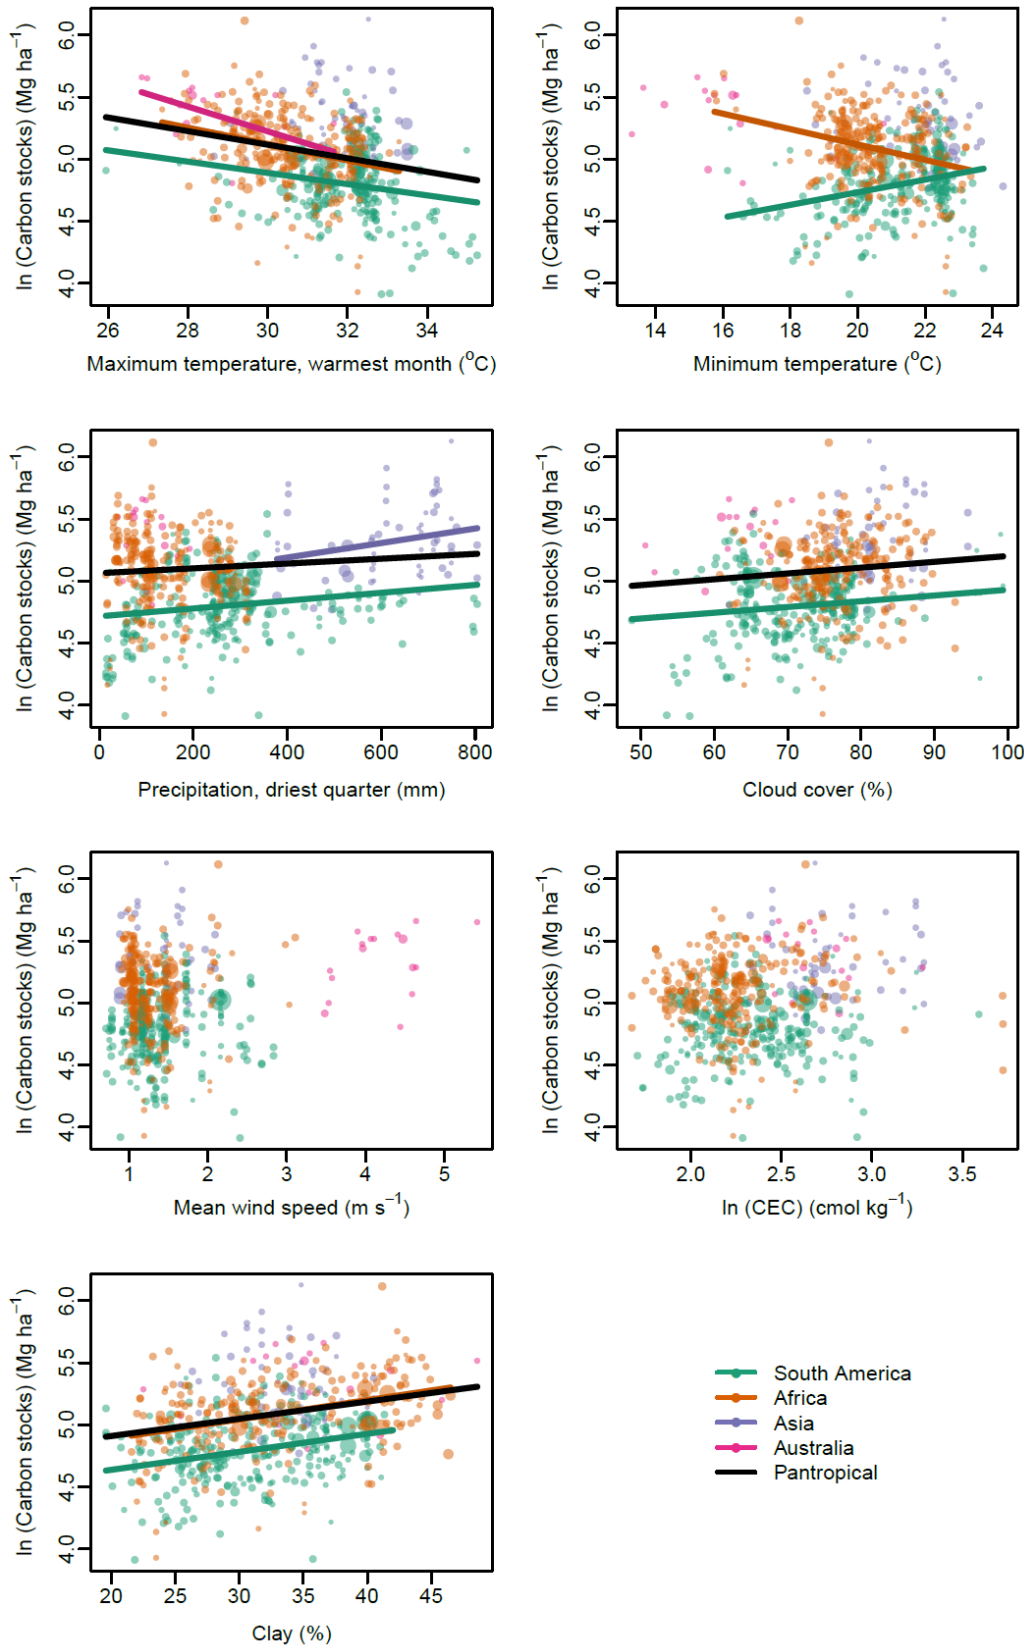 ln (Carbon stocks) (Mg ha⁻¹)
4.0 4.5 5.0 5.5 6.0
26 28 30 32 34
Maximum temperature, warmest month (°C)
ln (Carbon stocks) (Mg ha⁻¹)
4.0 4.5 5.0 5.5 6.0
14 16 18 20 22 24
Minimum temperature (°C)
ln (Carbon stocks) (Mg ha⁻¹)
4.0 4.5 5.0 5.5 6.0
0 200 400 600 800
Precipitation, driest quarter (mm)
ln (Carbon stocks) (Mg ha⁻¹)
4.0 4.5 5.0 5.5 6.0
50 60 70 80 90 100
Cloud cover (%)
ln (Carbon stocks) (Mg ha⁻¹)
4.0 4.5 5.0 5.5 6.0
1 2 3 4 5
Mean wind speed (m s⁻¹)
ln (Carbon stocks) (Mg ha⁻¹)
4.0 4.5 5.0 5.5 6.0
2.0 2.5 3.0 3.5
ln (CEC) (cmol kg⁻¹)
ln (Carbon stocks) (Mg ha⁻¹)
4.0 4.5 5.0 5.5 6.0
20 25 30 35 40 45
Clay (%)
South America
Africa
Asia
Australia
Pantropical